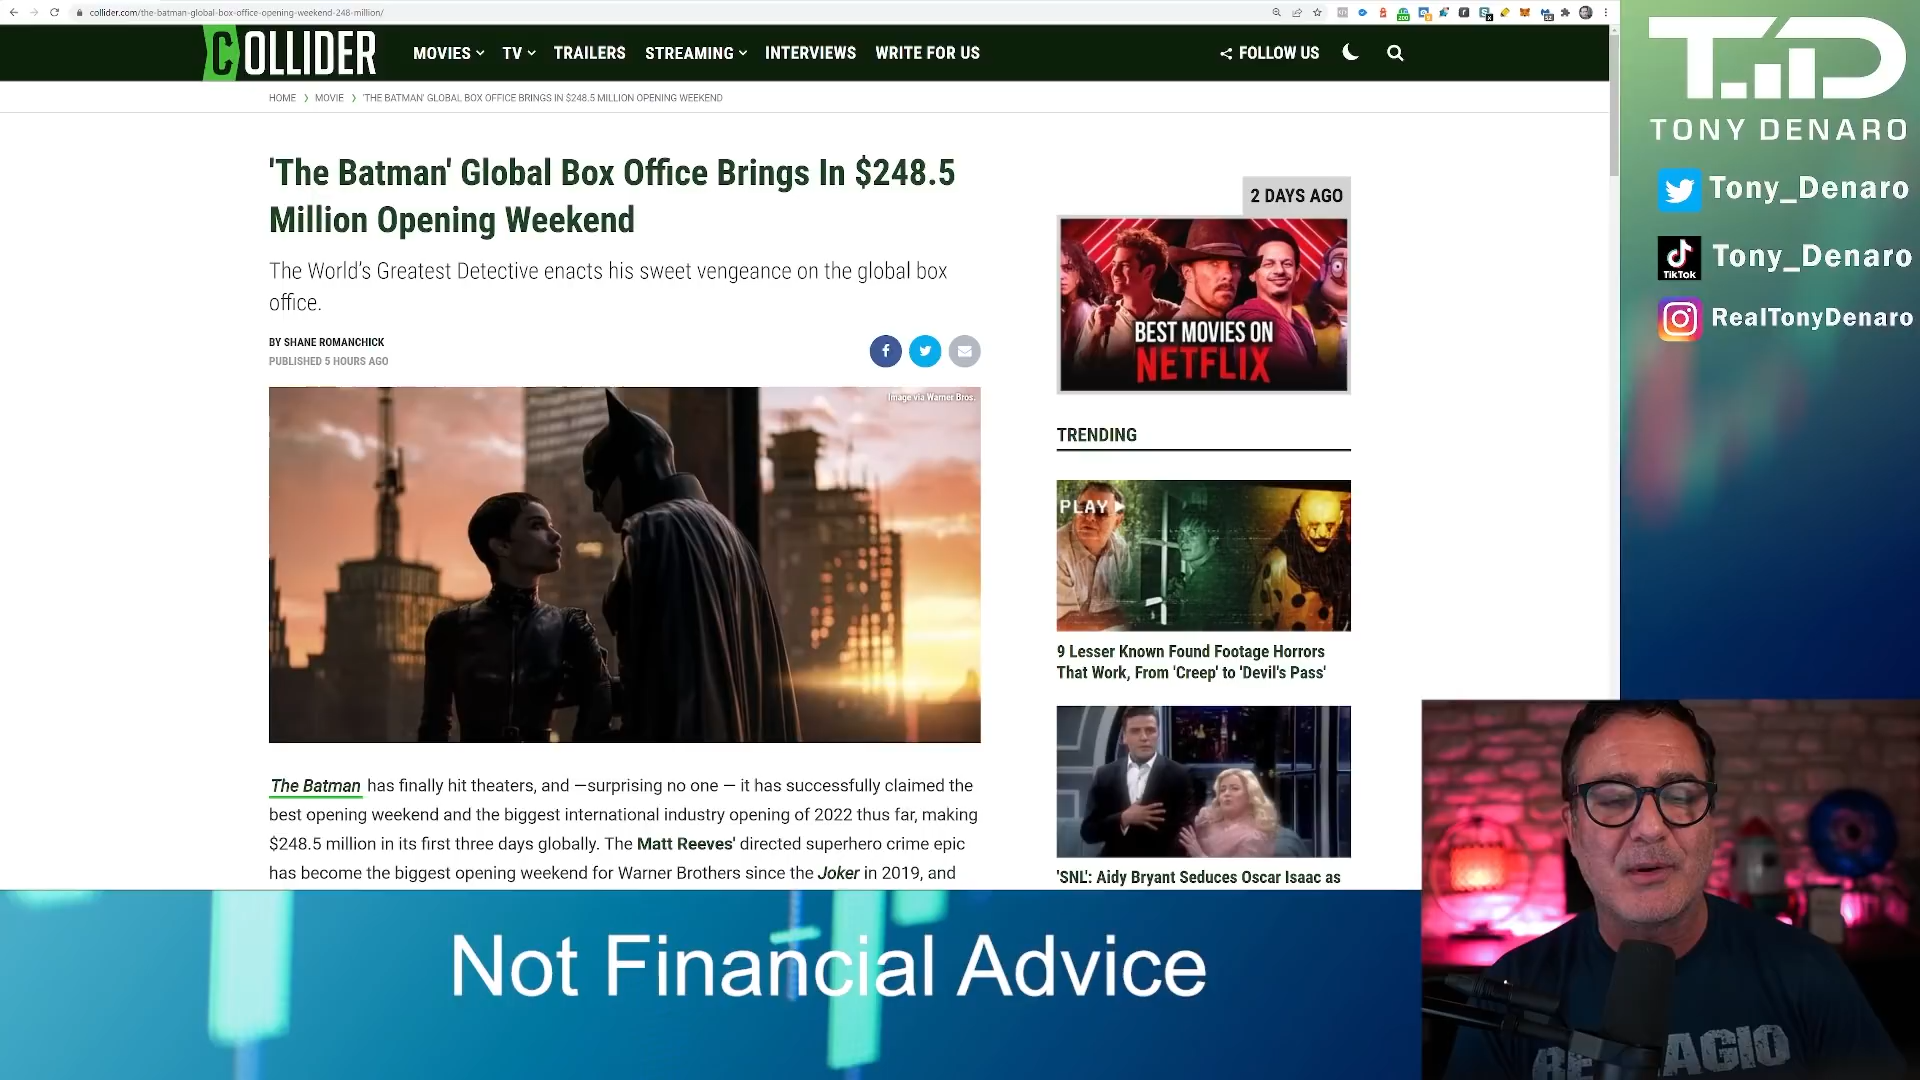 collider.com/the-batman-global-box-office-opening-weekend-248-million/
COLLIDER
MOVIES
TV
TRAILERS
STREAMING
INTERVIEWS
WRITE FOR US
FOLLOW US
HOME
MOVIE
'THE BATMAN' GLOBAL BOX OFFICE BRINGS IN $248.5 MILLION OPENING WEEKEND
'The Batman' Global Box Office Brings In $248.5
Million Opening Weekend
The World's Greatest Detective enacts his sweet vengeance on the global box
office.
BY SHANE ROMANCHICK
PUBLISHED 5 HOURS AGO
Image via Warner Bros.
The Batman has finally hit theaters, and —surprising no one — it has successfully claimed the
best opening weekend and the biggest international industry opening of 2022 thus far, making
$248.5 million in its first three days globally. The Matt Reeves' directed superhero crime epic
has become the biggest opening weekend for Warner Brothers since the Joker in 2019, and
2 DAYS AGO
BEST MOVIES ON
NETFLIX
TRENDING
PLAY
9 Lesser Known Found Footage Horrors
That Work, From 'Creep' to 'Devil's Pass'
'SNL': Aidy Bryant Seduces Oscar Isaac as
TD
TONY DENARO
Tony_Denaro
TikTok
Tony_Denaro
RealTonyDenaro
Not Financial Advice